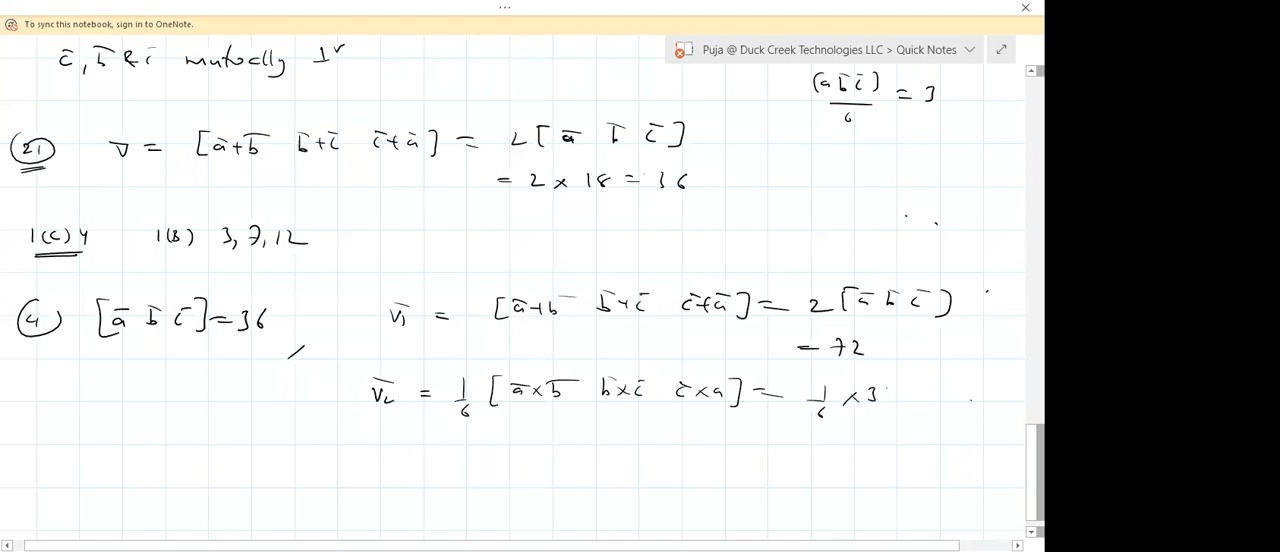 ...
To sync this notebook, sign in to OneNote.
Puja @ Duck Creek Technologies LLC > Quick Notes
c̄, b̄ & c̄ mutually ⊥r
(a b̄ c̄)/6 = 3
(21) v̄ = [ā+b̄ b̄+c̄ c̄+ā] = 2[ā b̄ c̄]
= 2 × 18 = 36
1(C) 4 1(B) 3, 7, 12
(4) [ā b̄ c̄] = 36 v̄₁ = [ā+b̄ b̄+c̄ c̄+ā] = 2[ā b̄ c̄)
= 72
v̄₂ = 1/6 [ā×b̄ b̄×c̄ c̄×a] = 1/6 × 3